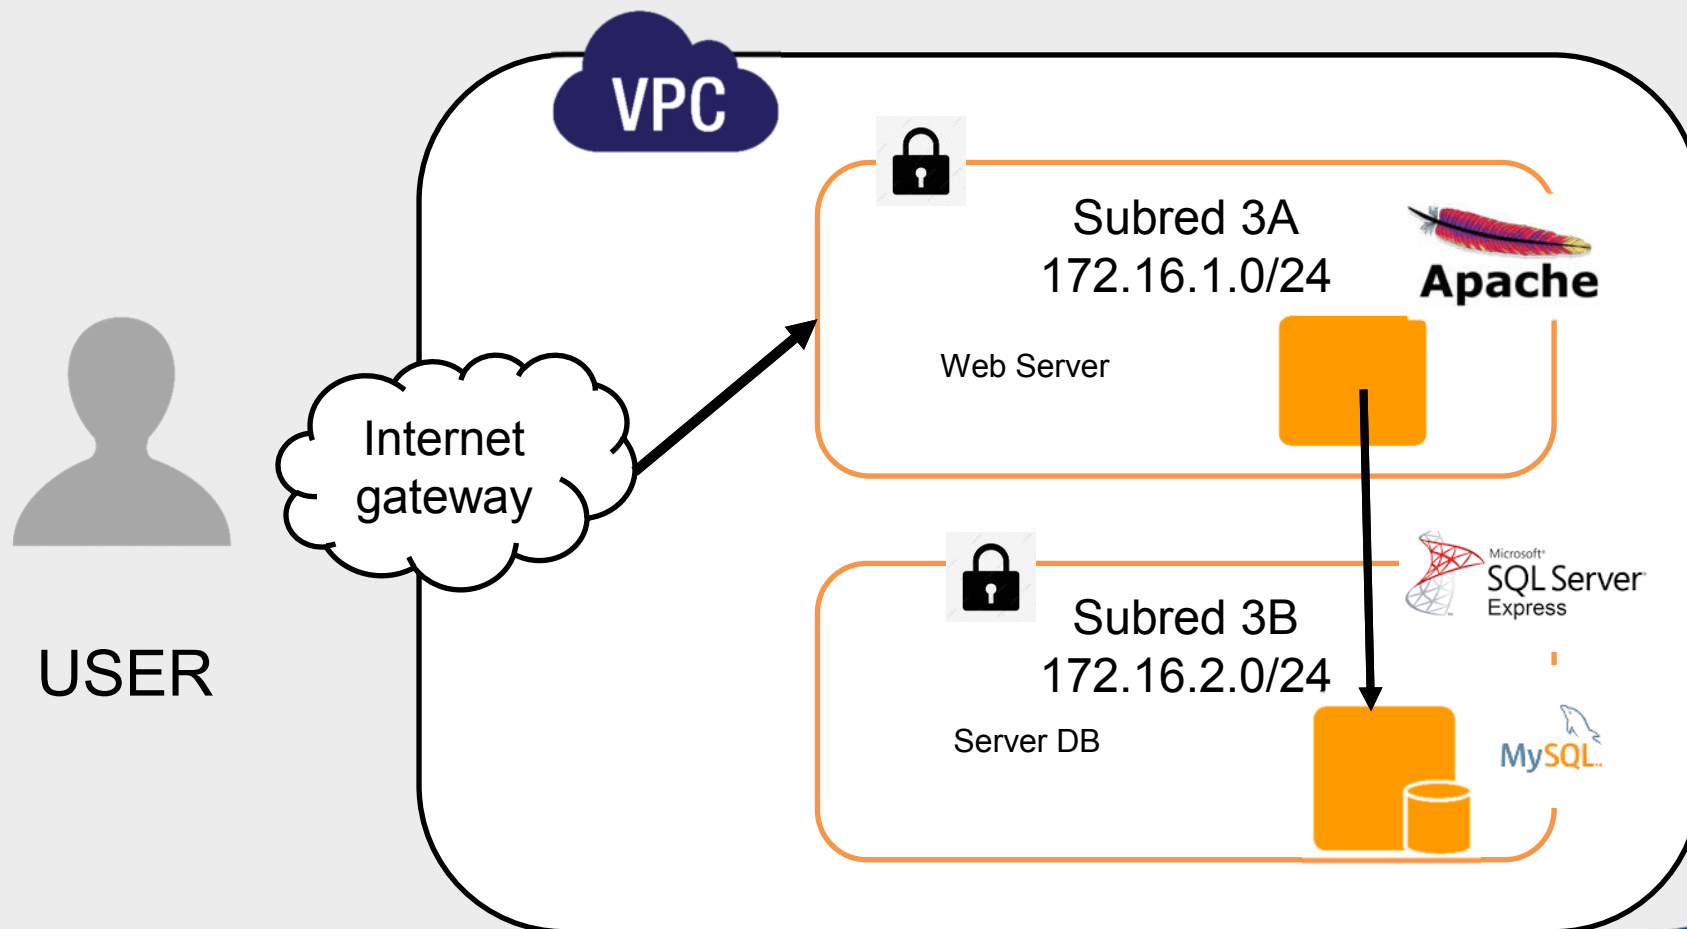 VPC
Subred 3A
172.16.1.0/24
Apache
Web Server
Internet
gateway
USER
Microsoft
SQL Server
Express
Subred 3B
172.16.2.0/24
Server DB
MySQL